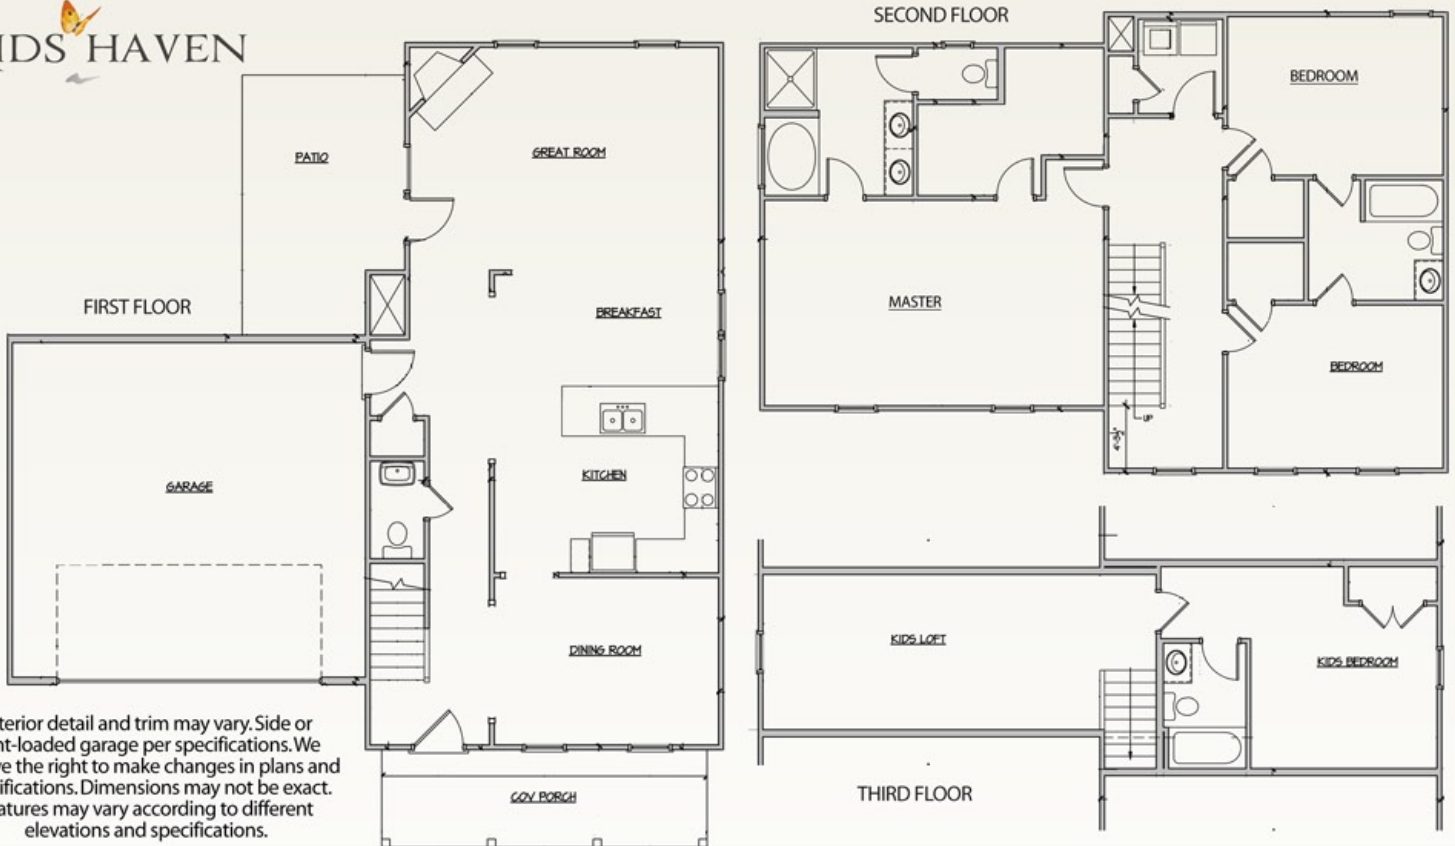 IDS HAVEN
FIRST FLOOR
PATIO
GREAT ROOM
BREAKFAST
KITCHEN
GARAGE
DINING ROOM
COV PORCH
SECOND FLOOR
BEDROOM
MASTER
BEDROOM
UP
KIDS LOFT
KIDS BEDROOM
THIRD FLOOR
terior detail and trim may vary. Side or
nt-loaded garage per specifications. We
ve the right to make changes in plans and
ifications. Dimensions may not be exact.
atures may vary according to different
elevations and specifications.